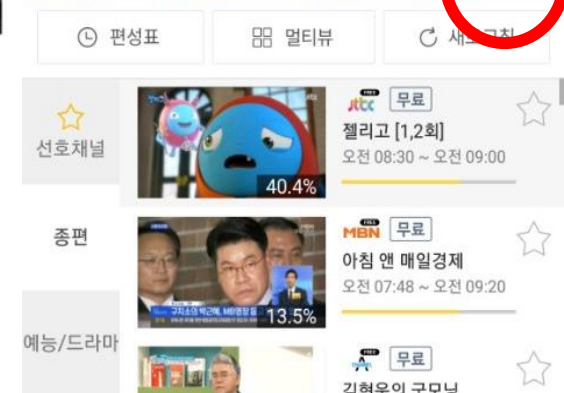 편성표
멀티뷰
선호채널
종편
예능/드라마
jtbc 무료
젤리고 [1,2회]
오전 08:30 ~ 오전 09:00
40.4%
FREE
MBN 무료
아침 앤 매일경제
오전 07:48 ~ 오전 09:20
13.5%
무료